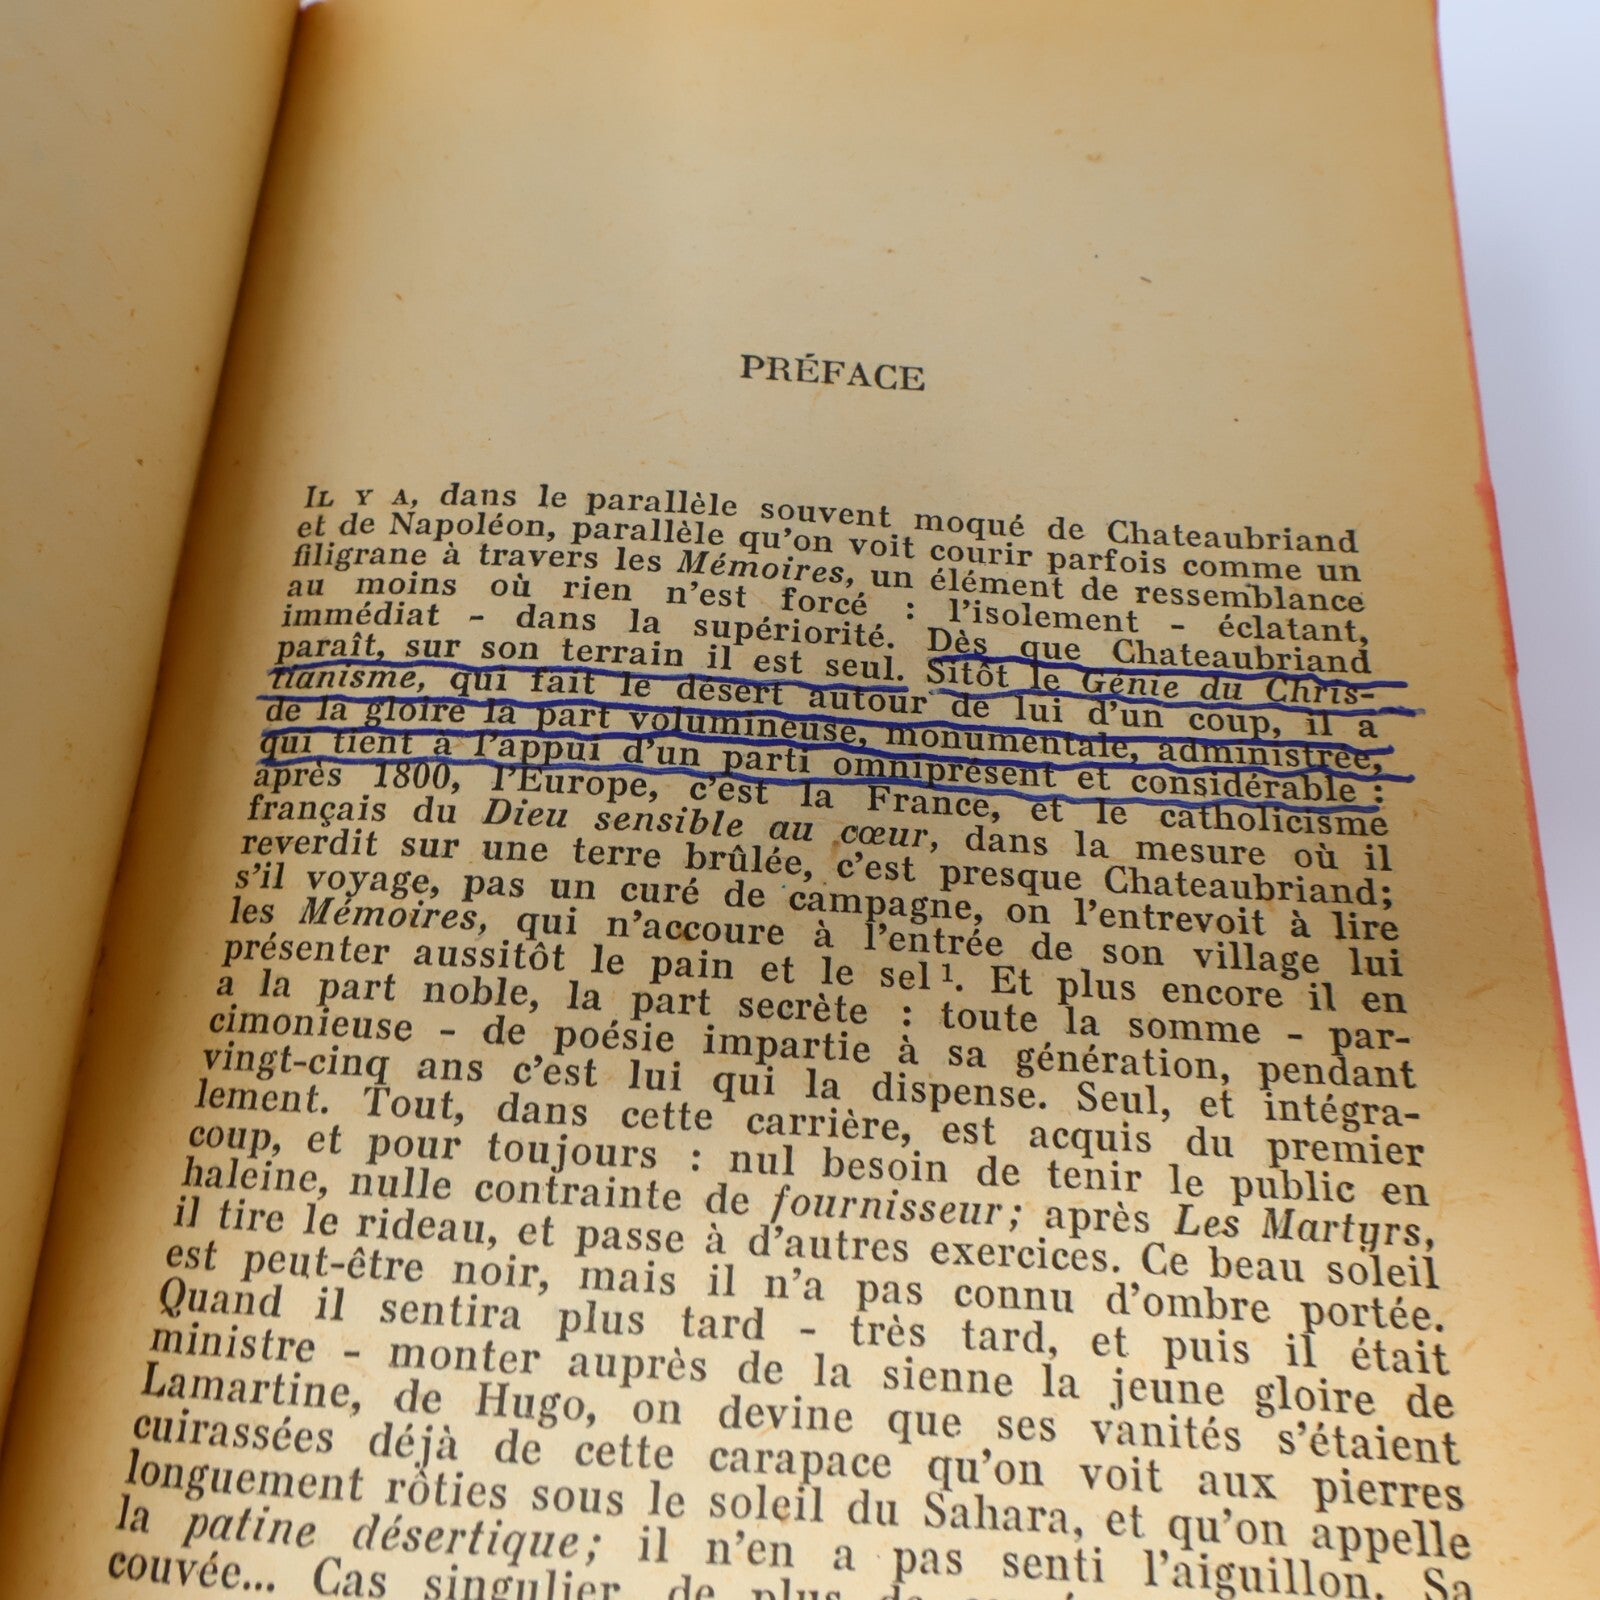 PRÉFACE
IL Y A, dans le parallèle souvent moqué de Chateaubriand
et de Napoléon, parallèle qu'on voit courir parfois comme un
filigrane à travers les Mémoires, un élément de ressemblance
au moins où rien n'est forcé : l'isolement - éclatant,
immédiat - dans la supériorité. Dès que Chateaubriand
paraît, sur son terrain il est seul. Sitôt le Génie du Chris-
tianisme, qui fait le désert autour de lui d'un coup, il a
de la gloire la part volumineuse, monumentale, administrée,
qui tient à l'appui d'un parti omniprésent et considérable :
après 1800, l'Europe, c'est la France, et le catholicisme
français du Dieu sensible au cœur, dans la mesure où il
reverdit sur une terre brûlée, c'est presque Chateaubriand;
s'il voyage, pas un curé de campagne, on l'entrevoit à lire
les Mémoires, qui n'accoure à l'entrée de son village lui
présenter aussitôt le pain et le sel ¹. Et plus encore il en
a la part noble, la part secrète : toute la somme - par-
cimonieuse - de poésie impartie à sa génération, pendant
vingt-cinq ans c'est lui qui la dispense. Seul, et intégra-
lement. Tout, dans cette carrière, est acquis du premier
coup, et pour toujours : nul besoin de tenir le public en
haleine, nulle contrainte de fournisseur; après Les Martyrs,
il tire le rideau, et passe à d'autres exercices. Ce beau soleil
est peut-être noir, mais il n'a pas connu d'ombre portée.
Quand il sentira plus tard - très tard, et puis il était
ministre - monter auprès de la sienne la jeune gloire de
Lamartine, de Hugo, on devine que ses vanités s'étaient
cuirassées déjà de cette carapace qu'on voit aux pierres
longuement rôties sous le soleil du Sahara, et qu'on appelle
la patine désertique; il n'en a pas senti l'aiguillon. Sa
couvée... Cas singulier de plus de